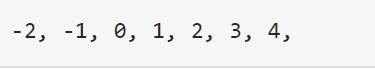 -2, -1, 0, 1, 2, 3, 4,